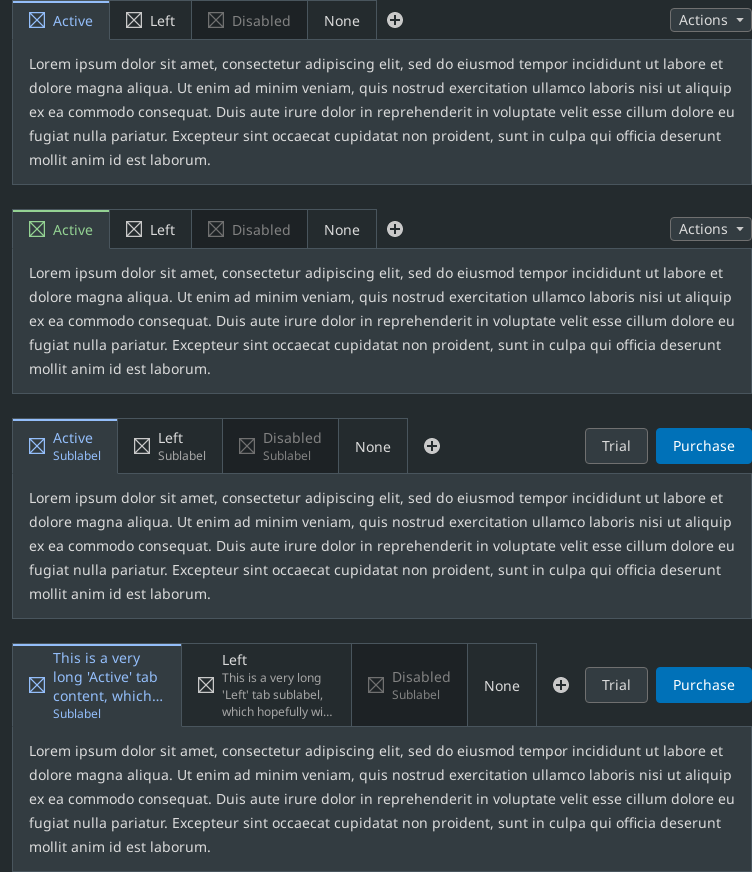 Active Left Disabled None Actions
Lorem ipsum dolor sit amet, consectetur adipiscing elit, sed do eiusmod tempor incididunt ut labore et
dolore magna aliqua. Ut enim ad minim veniam, quis nostrud exercitation ullamco laboris nisi ut aliquip
ex ea commodo consequat. Duis aute irure dolor in reprehenderit in voluptate velit esse cillum dolore eu
fugiat nulla pariatur. Excepteur sint occaecat cupidatat non proident, sunt in culpa qui officia deserunt
mollit anim id est laborum.
Active Left Disabled None Actions
Lorem ipsum dolor sit amet, consectetur adipiscing elit, sed do eiusmod tempor incididunt ut labore et
dolore magna aliqua. Ut enim ad minim veniam, quis nostrud exercitation ullamco laboris nisi ut aliquip
ex ea commodo consequat. Duis aute irure dolor in reprehenderit in voluptate velit esse cillum dolore eu
fugiat nulla pariatur. Excepteur sint occaecat cupidatat non proident, sunt in culpa qui officia deserunt
mollit anim id est laborum.
Active
Sublabel
Left
Sublabel
Disabled
Sublabel
None
Trial
Purchase
Lorem ipsum dolor sit amet, consectetur adipiscing elit, sed do eiusmod tempor incididunt ut labore et
dolore magna aliqua. Ut enim ad minim veniam, quis nostrud exercitation ullamco laboris nisi ut aliquip
ex ea commodo consequat. Duis aute irure dolor in reprehenderit in voluptate velit esse cillum dolore eu
fugiat nulla pariatur. Excepteur sint occaecat cupidatat non proident, sunt in culpa qui officia deserunt
mollit anim id est laborum.
This is a very
long 'Active' tab
content, which...
Sublabel
Left
This is a very long
'Left' tab sublabel,
which hopefully wi...
Disabled
Sublabel
None
Trial
Purchase
Lorem ipsum dolor sit amet, consectetur adipiscing elit, sed do eiusmod tempor incididunt ut labore et
dolore magna aliqua. Ut enim ad minim veniam, quis nostrud exercitation ullamco laboris nisi ut aliquip
ex ea commodo consequat. Duis aute irure dolor in reprehenderit in voluptate velit esse cillum dolore eu
fugiat nulla pariatur. Excepteur sint occaecat cupidatat non proident, sunt in culpa qui officia deserunt
mollit anim id est laborum.